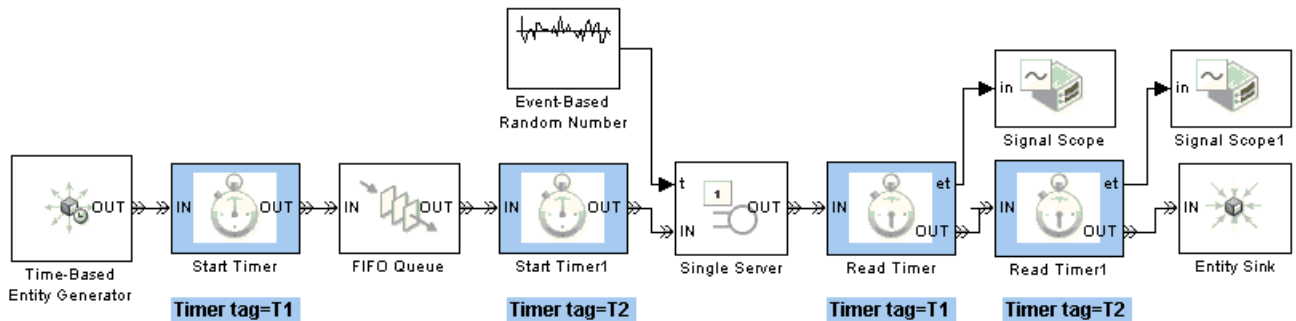 Event-Based
Random Number
in
Signal Scope
in
Signal Scope1
OUT
Time-Based
Entity Generator
IN
OUT
Start Timer
Timer tag=T1
IN
OUT
FIFO Queue
IN
OUT
Start Timer1
Timer tag=T2
t
IN
1
OUT
Single Server
IN
et
OUT
Read Timer
Timer tag=T1
IN
et
OUT
Read Timer1
Timer tag=T2
IN
Entity Sink